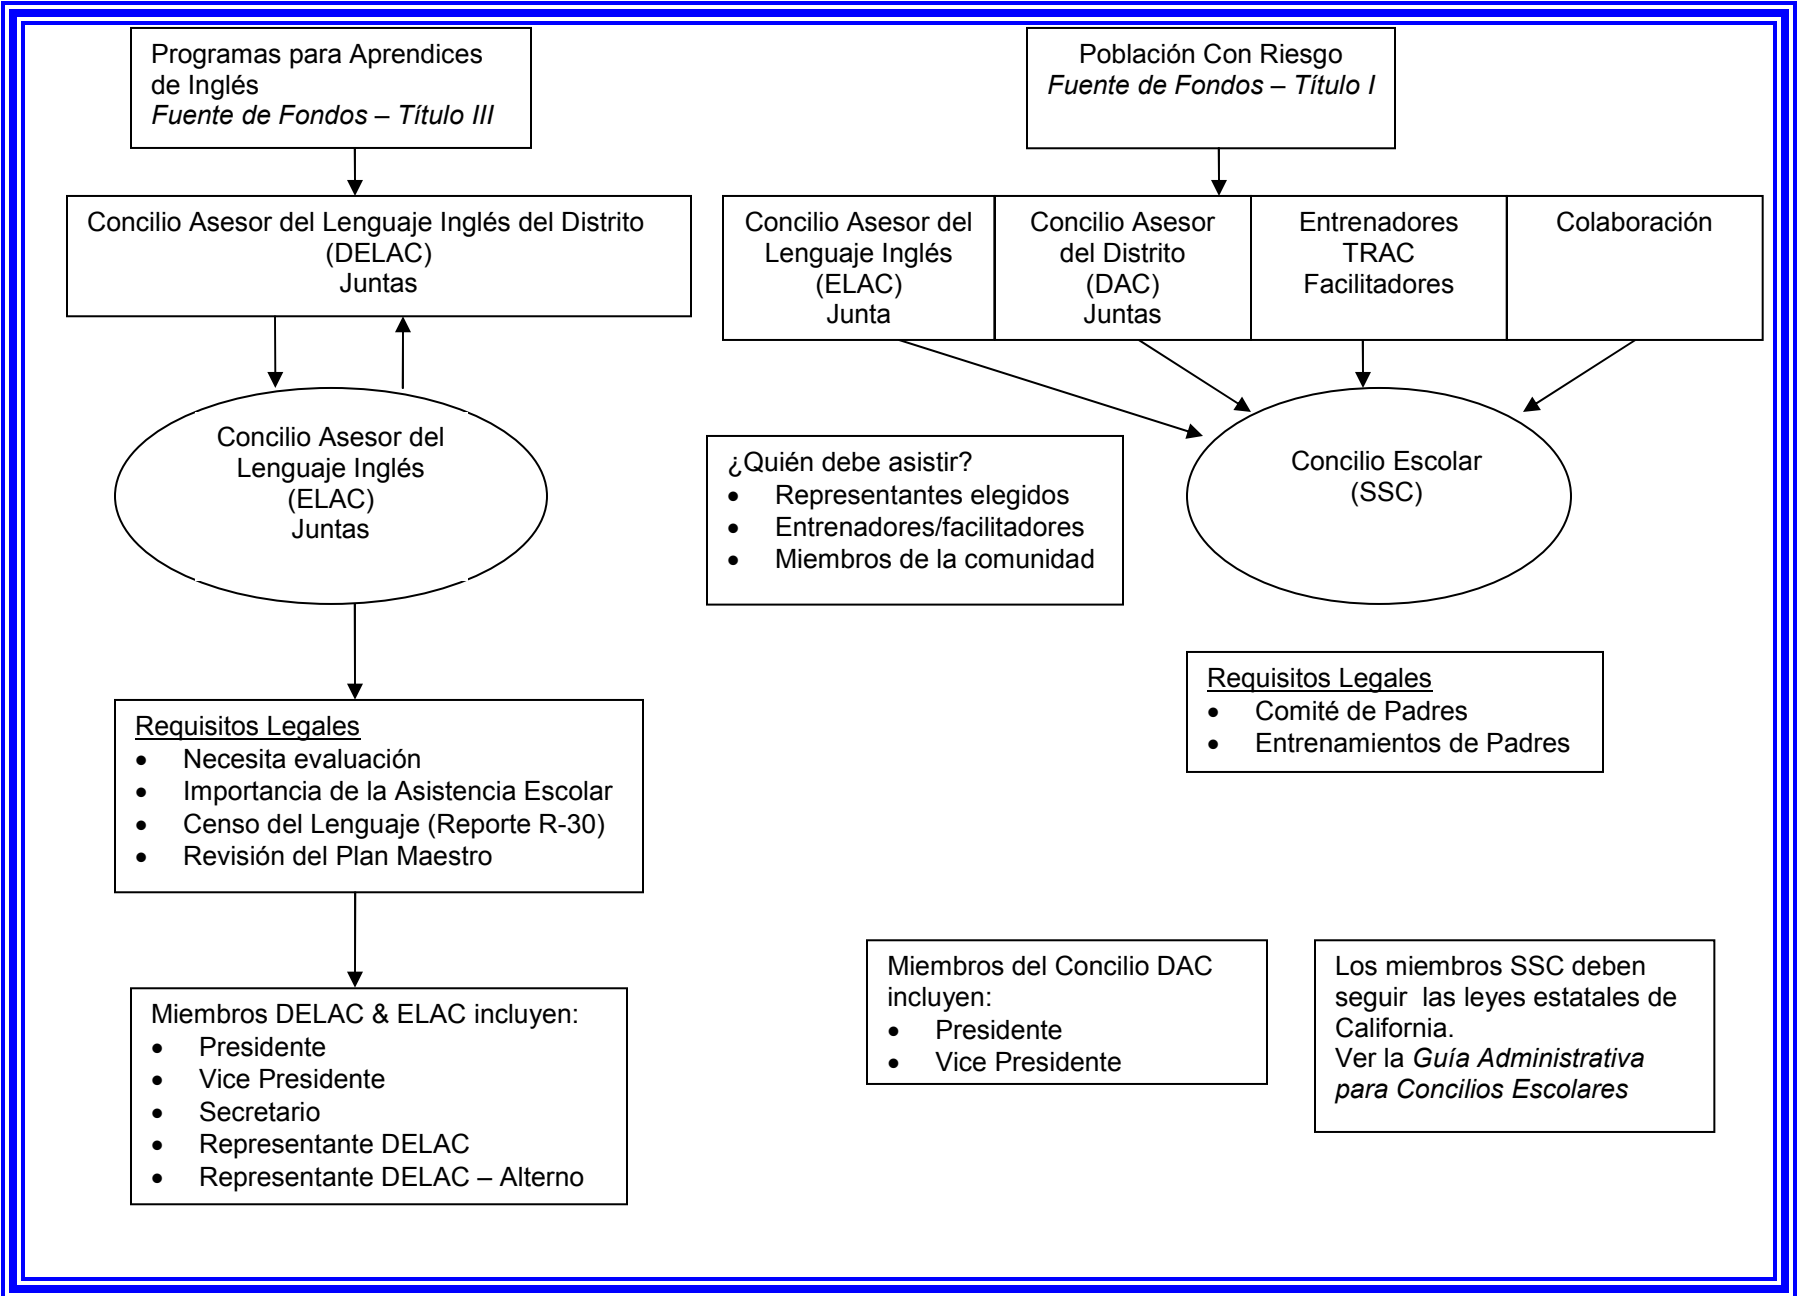 Programas para Aprendices
de Inglés
Fuente de Fondos – Título III
Población Con Riesgo
Fuente de Fondos – Título I
Concilio Asesor del Lenguaje Inglés del Distrito
(DELAC)
Juntas
Concilio Asesor del
Lenguaje Inglés
(ELAC)
Junta
Concilio Asesor
del Distrito
(DAC)
Juntas
Entrenadores
TRAC
Facilitadores
Colaboración
Concilio Asesor del
Lenguaje Inglés
(ELAC)
Juntas
¿Quién debe asistir?
• Representantes elegidos
• Entrenadores/facilitadores
• Miembros de la comunidad
Concilio Escolar
(SSC)
Requisitos Legales
• Comité de Padres
• Entrenamientos de Padres
Requisitos Legales
• Necesita evaluación
• Importancia de la Asistencia Escolar
• Censo del Lenguaje (Reporte R-30)
• Revisión del Plan Maestro
Miembros DELAC & ELAC incluyen:
• Presidente
• Vice Presidente
• Secretario
• Representante DELAC
• Representante DELAC – Alterno
Miembros del Concilio DAC
incluyen:
• Presidente
• Vice Presidente
Los miembros SSC deben
seguir  las leyes estatales de
California.
Ver la Guía Administrativa
para Concilios Escolares